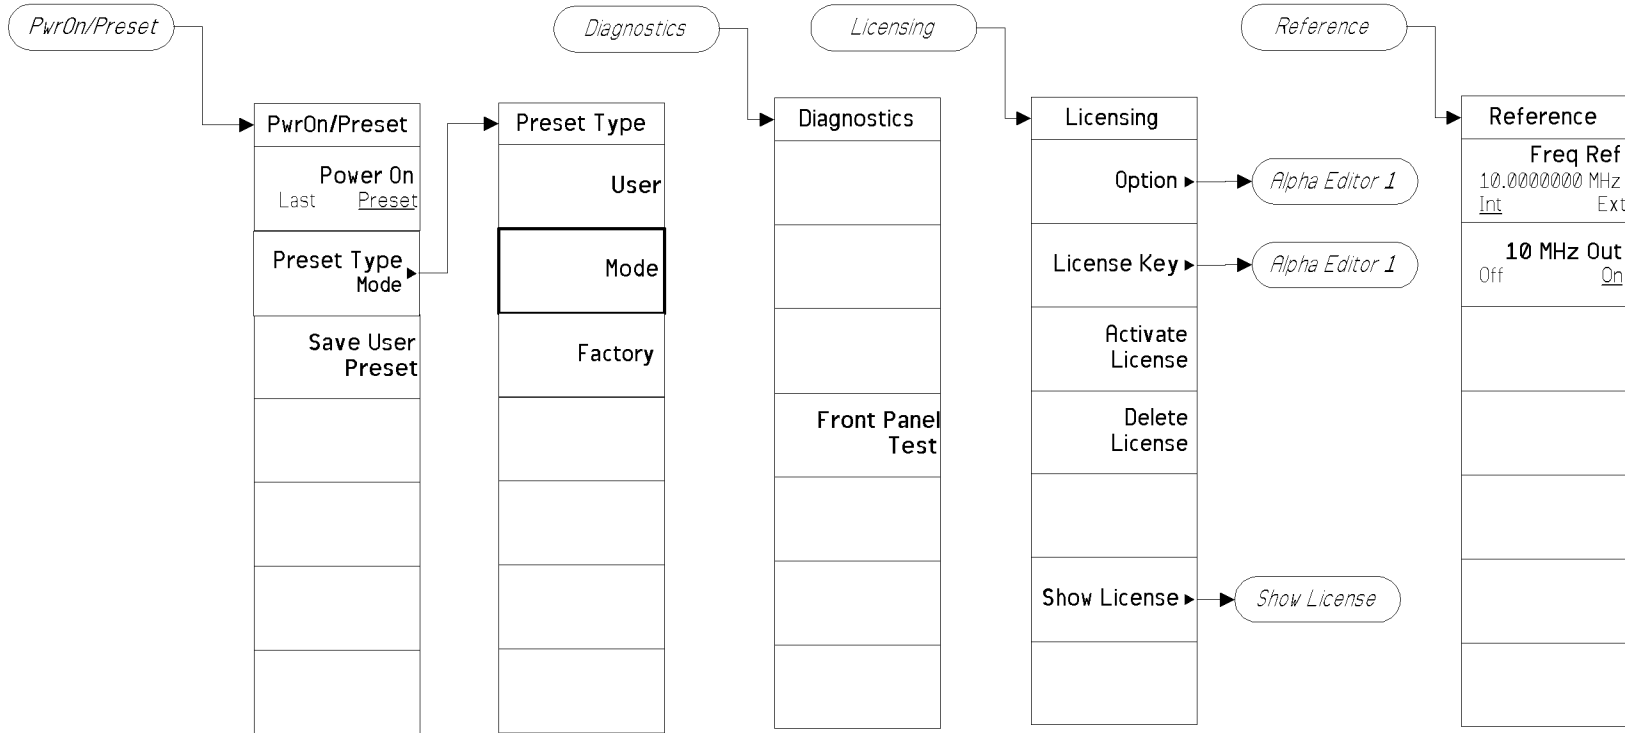 PwrOn/Preset
Diagnostics
Licensing
Reference
PwrOn/Preset
Power On
Last Preset
Preset Type
Mode
Save User
Preset
Preset Type
User
Mode
Factory
Diagnostics
Front Panel
Test
Licensing
Option
Alpha Editor 1
License Key
Alpha Editor 1
Activate
License
Delete
License
Show License
Show License
Reference
Freq Ref
10.0000000 MHz
Int Ext
10 MHz Out
Off On